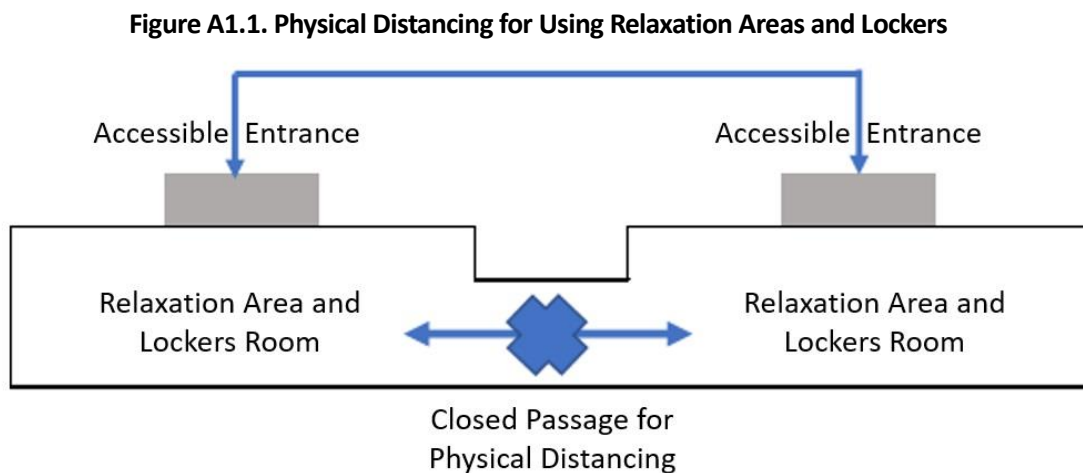 Figure A1.1. Physical Distancing for Using Relaxation Areas and Lockers
Accessible Entrance
Accessible Entrance
Relaxation Area and
Lockers Room
Relaxation Area and
Lockers Room
Closed Passage for
Physical Distancing